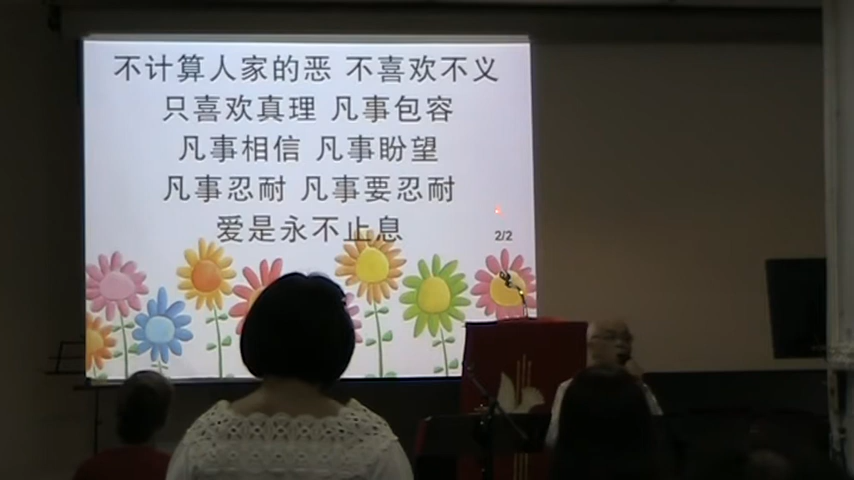 不计算人家的恶 不喜欢不义
只喜欢真理 凡事包容
凡事相信 凡事盼望
凡事忍耐 凡事要忍耐
爱是永不止息
2/2